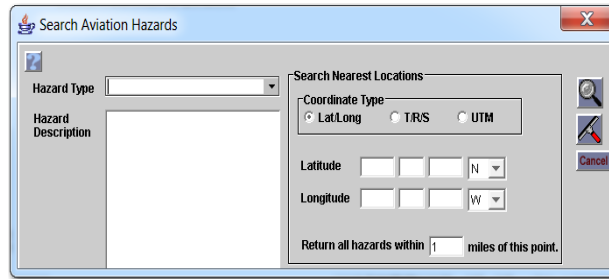 Search Aviation Hazards
X
?
Hazard Type
Hazard
Description
Search Nearest Locations
Coordinate Type
Lat/Long T/R/S UTM
Latitude N
Longitude W
Return all hazards within 1 miles of this point.
Cancel